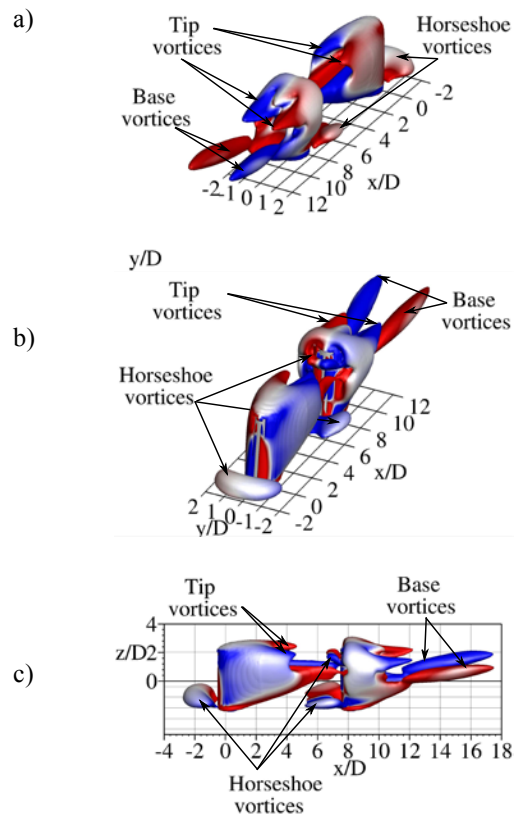 a)
Tip
vortices
Horseshoe
vortices
Base
vortices
-2
0
2
4
6
8
10
12
x/D
-2
-1
0
1
2
y/D
b)
Tip
vortices
Base
vortices
Horseshoe
vortices
12
10
8
6
4
2
0
-2
x/D
2
1
0
-1
-2
y/D
c)
Tip
vortices
Base
vortices
4
z/D2
0
-4 -2 0 2 4 6 8 10 12 14 16 18
x/D
Horseshoe
vortices